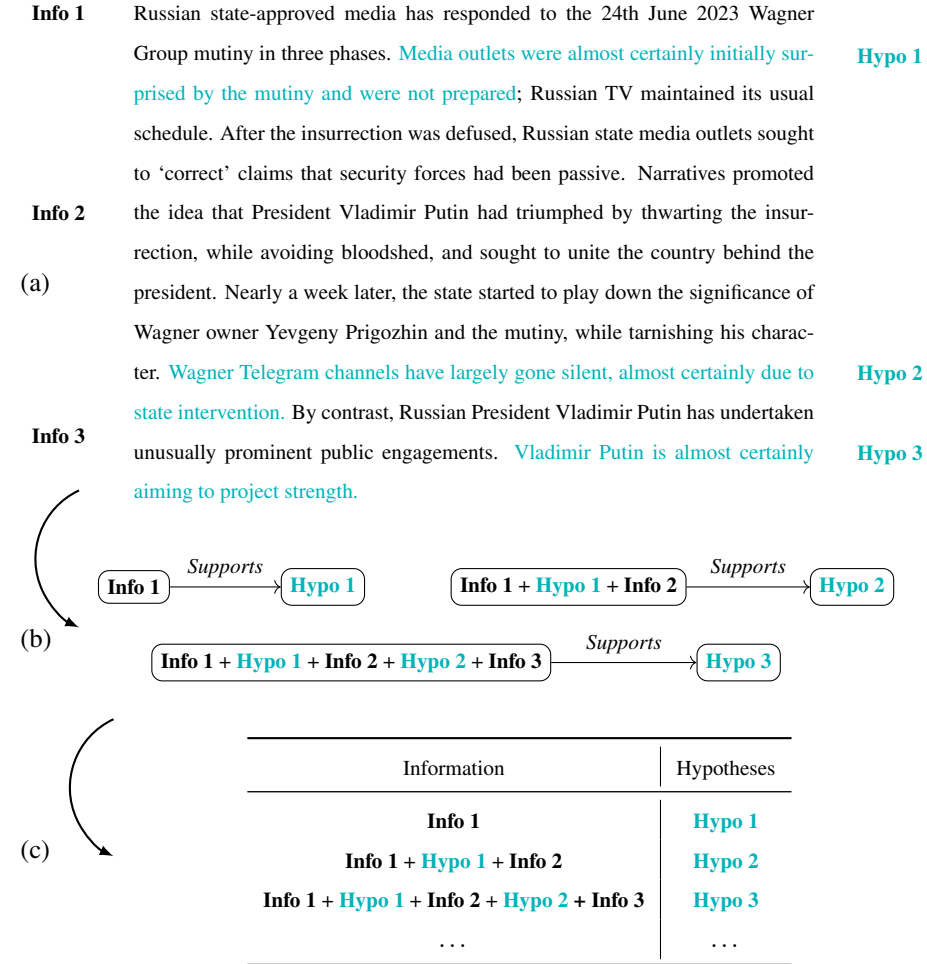 Info 1
Russian state-approved media has responded to the 24th June 2023 Wagner
Group mutiny in three phases. Media outlets were almost certainly initially sur-
Hypo 1
prised by the mutiny and were not prepared; Russian TV maintained its usual
schedule. After the insurrection was defused, Russian state media outlets sought
to ‘correct’ claims that security forces had been passive. Narratives promoted
Info 2
the idea that President Vladimir Putin had triumphed by thwarting the insur-
rection, while avoiding bloodshed, and sought to unite the country behind the
(a)
president. Nearly a week later, the state started to play down the significance of
Wagner owner Yevgeny Prigozhin and the mutiny, while tarnishing his charac-
ter. Wagner Telegram channels have largely gone silent, almost certainly due to
Hypo 2
state intervention. By contrast, Russian President Vladimir Putin has undertaken
Info 3
unusually prominent public engagements. Vladimir Putin is almost certainly
Hypo 3
aiming to project strength.
Info 1 Supports Hypo 1
Info 1 + Hypo 1 + Info 2 Supports Hypo 2
(b)
Info 1 + Hypo 1 + Info 2 + Hypo 2 + Info 3 Supports Hypo 3
Information Hypotheses
Info 1 Hypo 1
(c)
Info 1 + Hypo 1 + Info 2 Hypo 2
Info 1 + Hypo 1 + Info 2 + Hypo 2 + Info 3 Hypo 3
. . . . . .